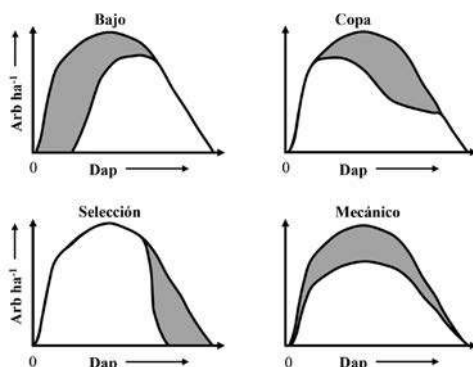 Bajo
Arb ha⁻¹
0
Dap
Copa
0
Dap
Selección
Arb ha⁻¹
0
Dap
Mecánico
0
Dap